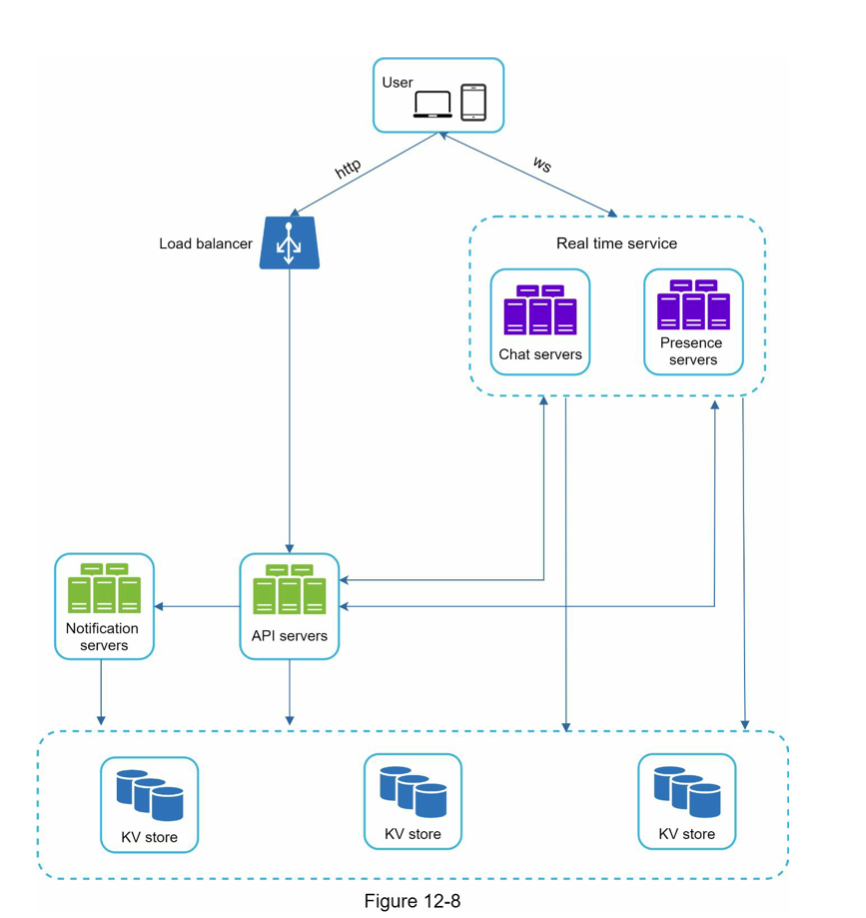 User
http
ws
Load balancer
Real time service
Chat servers
Presence
servers
Notification
servers
API servers
KV store
KV store
KV store
Figure 12-8